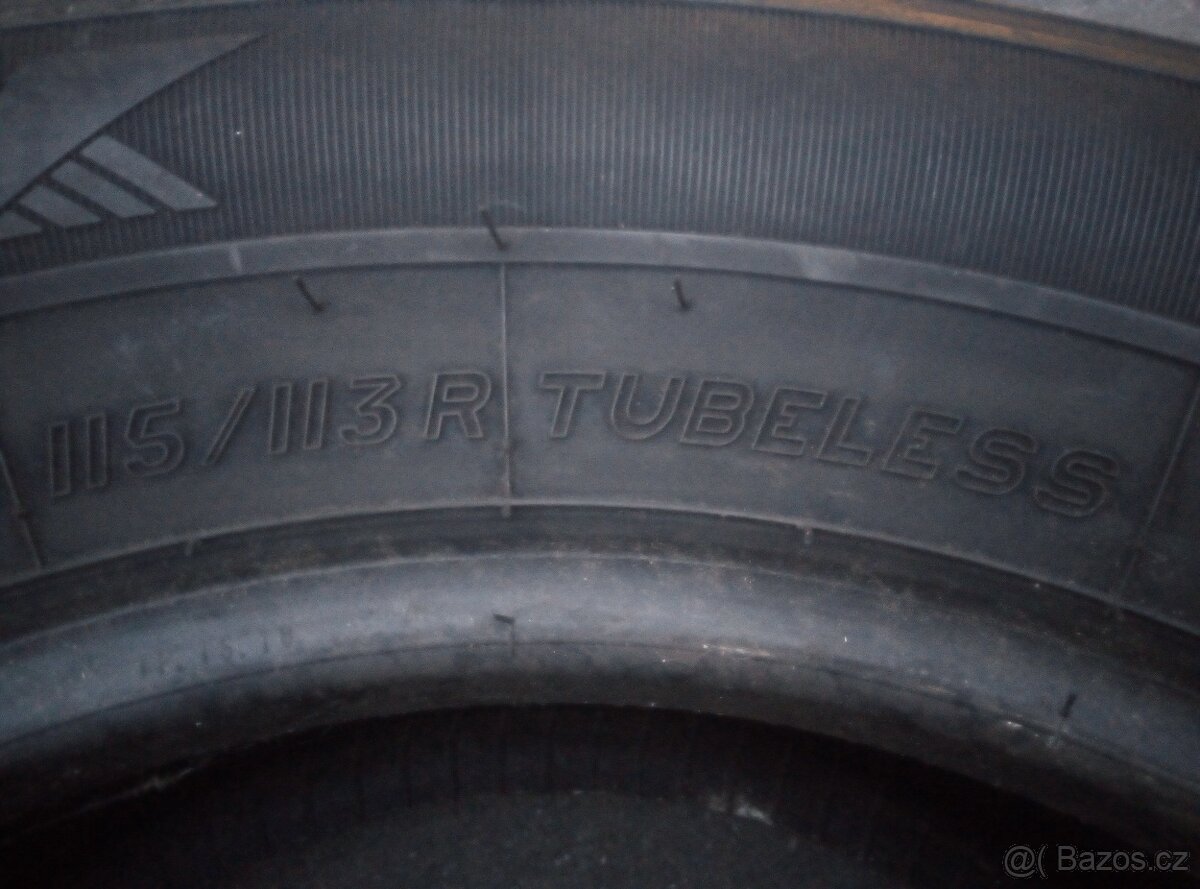 115/113R TUBELESS
@( Bazos.cz